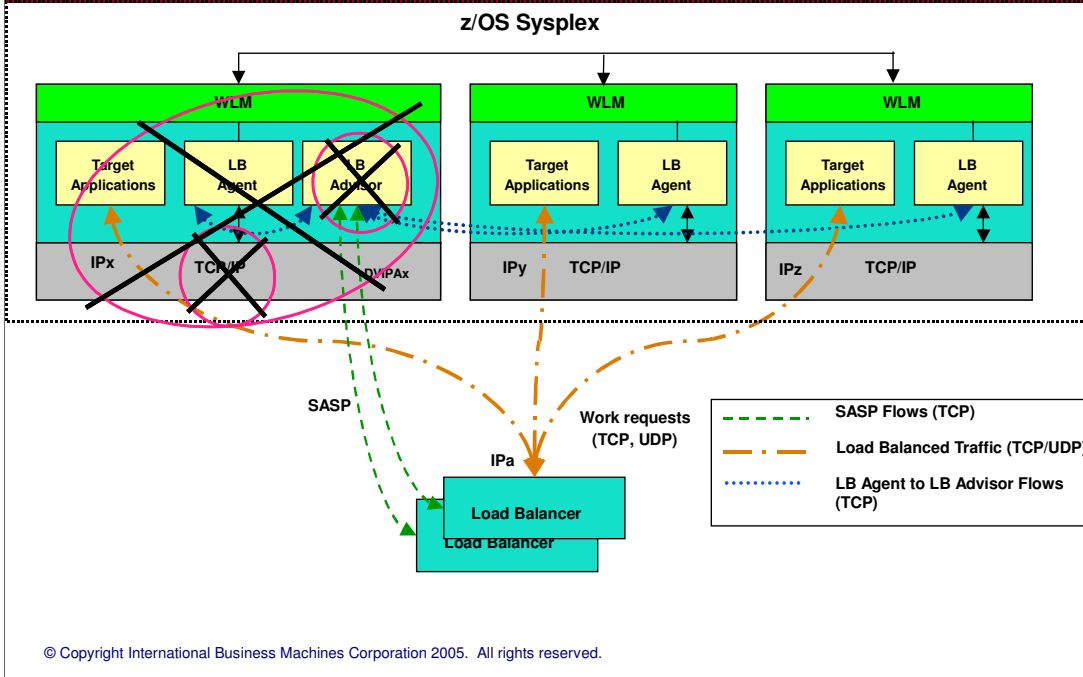 z/OS Sysplex
WLM
WLM
WLM
Target
Applications
LB
Agent
LB
Advisor
Target
Applications
LB
Agent
Target
Applications
LB
Agent
IPx
TCP/IP
DVIPAx
IPy
TCP/IP
IPz
TCP/IP
SASP
Work requests
(TCP, UDP)
IPa
Load Balancer
Load Balancer
SASP Flows (TCP)
Load Balanced Traffic (TCP/UDP)
LB Agent to LB Advisor Flows
(TCP)
© Copyright International Business Machines Corporation 2005. All rights reserved.